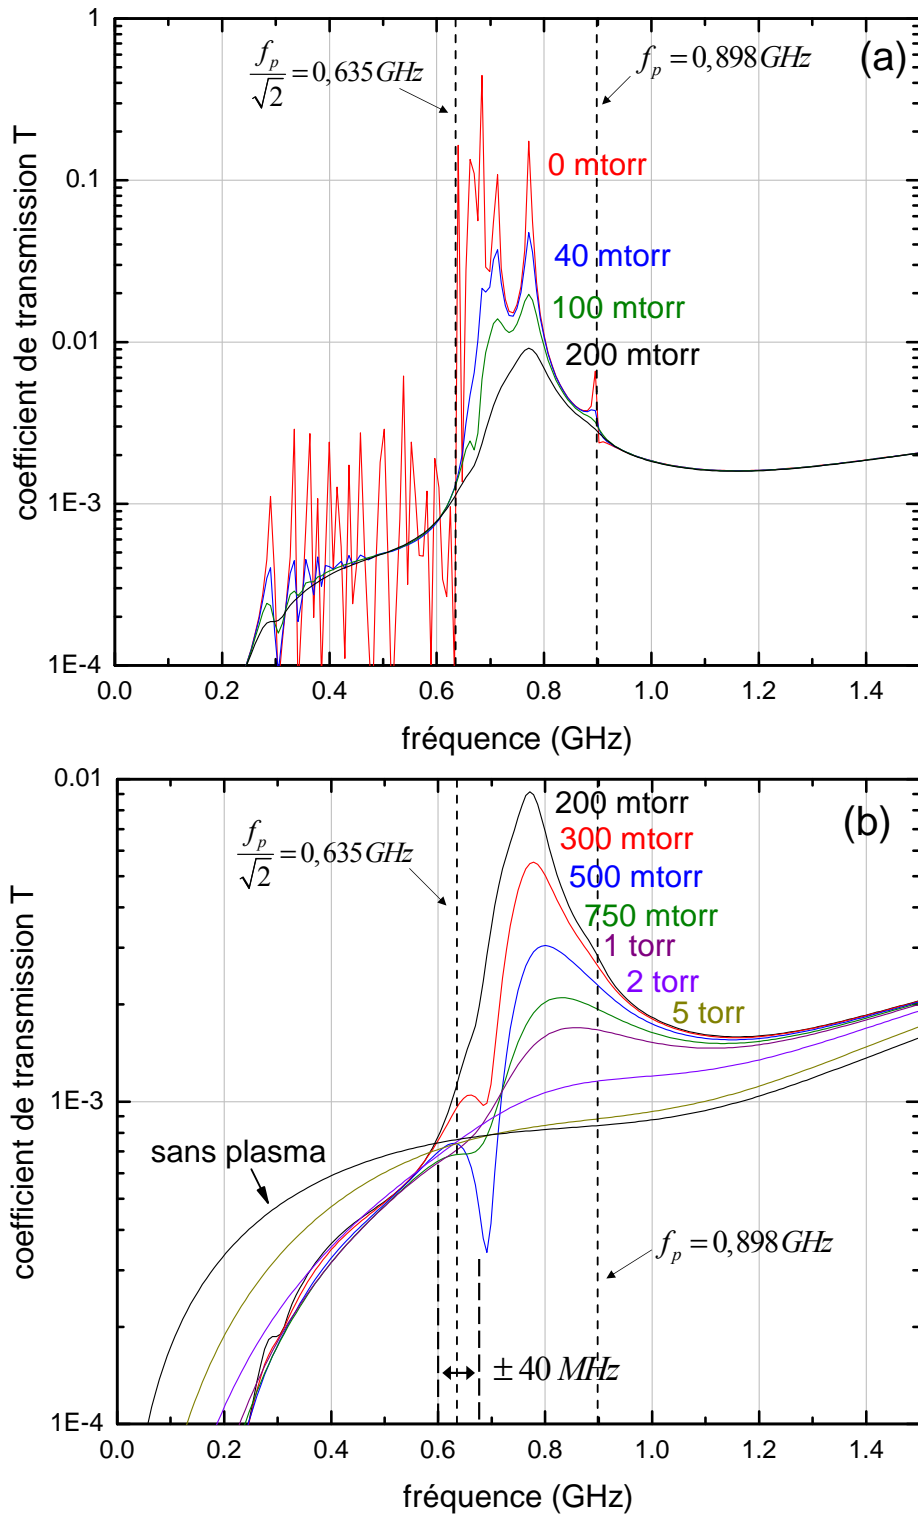 (a)
f_p/√2 = 0,635 GHz
f_p = 0,898 GHz
0 mtorr
40 mtorr
100 mtorr
200 mtorr
coefficient de transmission T
1
0.1
0.01
1E-3
1E-4
0.0 0.2 0.4 0.6 0.8 1.0 1.2 1.4
fréquence (GHz)
(b)
200 mtorr
300 mtorr
500 mtorr
750 mtorr
1 torr
2 torr
5 torr
f_p/√2 = 0,635 GHz
sans plasma
f_p = 0,898 GHz
± 40 MHz
coefficient de transmission T
0.01
1E-3
1E-4
0.0 0.2 0.4 0.6 0.8 1.0 1.2 1.4
fréquence (GHz)